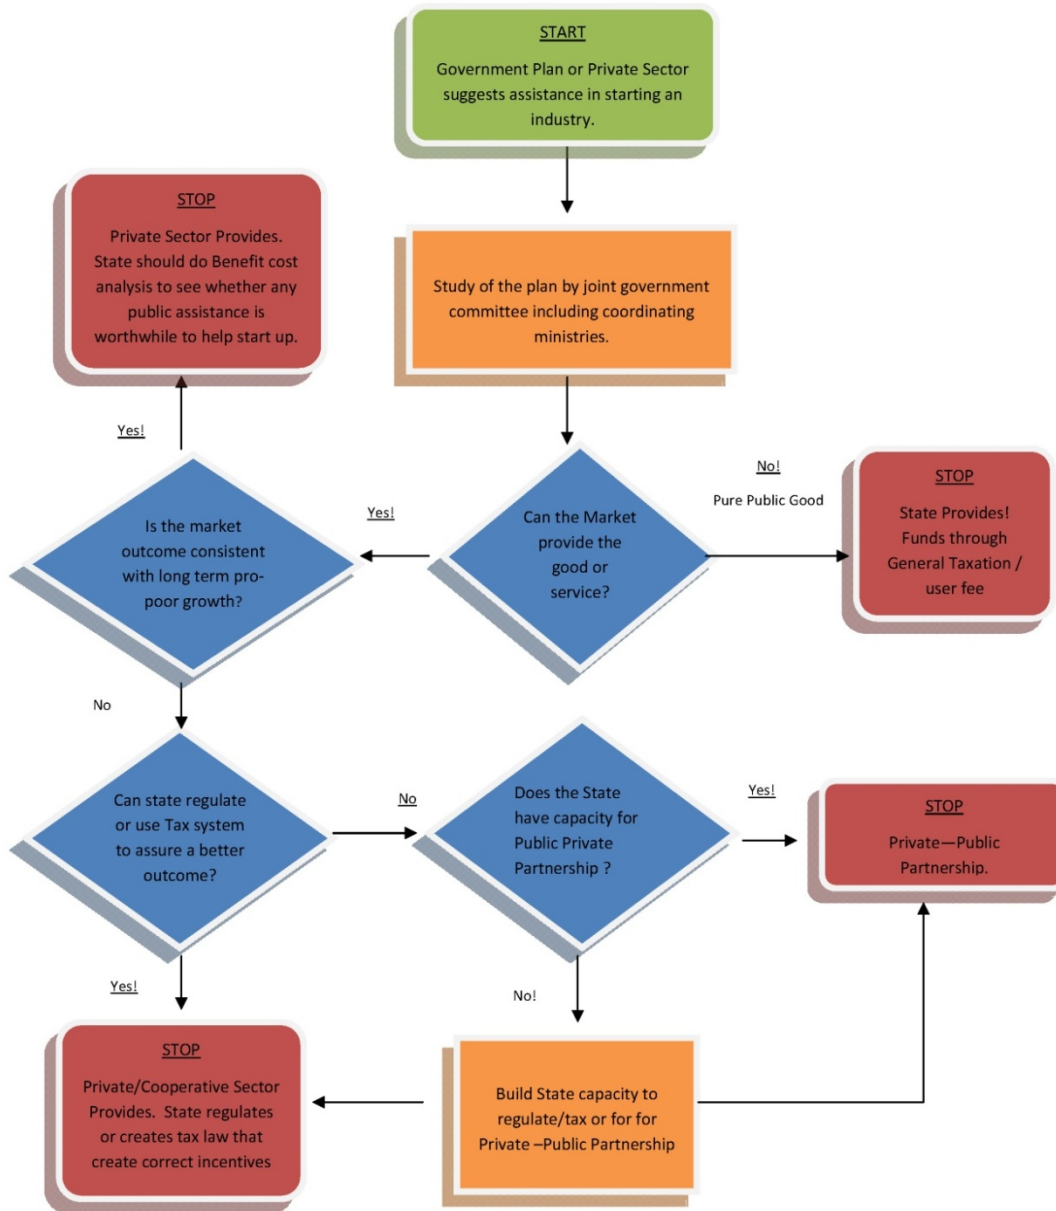 START
Government Plan or Private Sector
suggests assistance in starting an
industry.
STOP
Private Sector Provides.
State should do Benefit cost
analysis to see whether any
public assistance is
worthwhile to help start up.
Study of the plan by joint government
committee including coordinating
ministries.
Yes!
Is the market
outcome consistent
with long term pro-
poor growth?
Yes!
Can the Market
provide the
good or
service?
No!
Pure Public Good
STOP
State Provides!
Funds through
General Taxation /
user fee
No
Can state regulate
or use Tax system
to assure a better
outcome?
No
Does the State
have capacity for
Public Private
Partnership ?
Yes!
STOP
Private—Public
Partnership.
Yes!
No!
STOP
Private/Cooperative Sector
Provides.  State regulates
or creates tax law that
create correct incentives
Build State capacity to
regulate/tax or for for
Private –Public Partnership